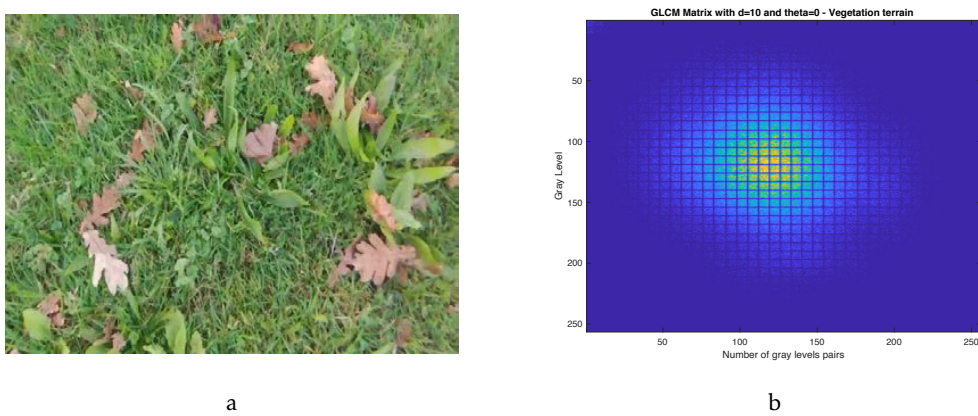 GLCM Matrix with d=10 and theta=0 - Vegetation terrain
50
100
150
200
250
Gray Level
50
100
150
200
250
Number of gray levels pairs
a
b